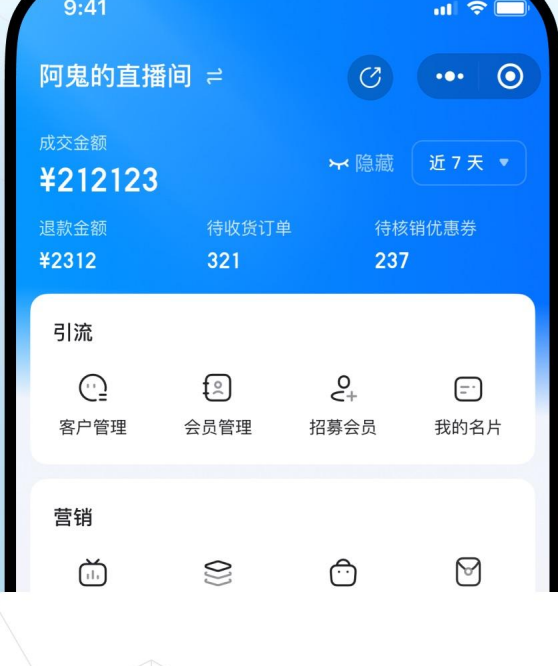 9:41
阿鬼的直播间
成交金额
¥212123
隐藏 近 7 天
退款金额 待收货订单 待核销优惠券
¥2312 321 237
引流
客户管理 会员管理 招募会员 我的名片
营销